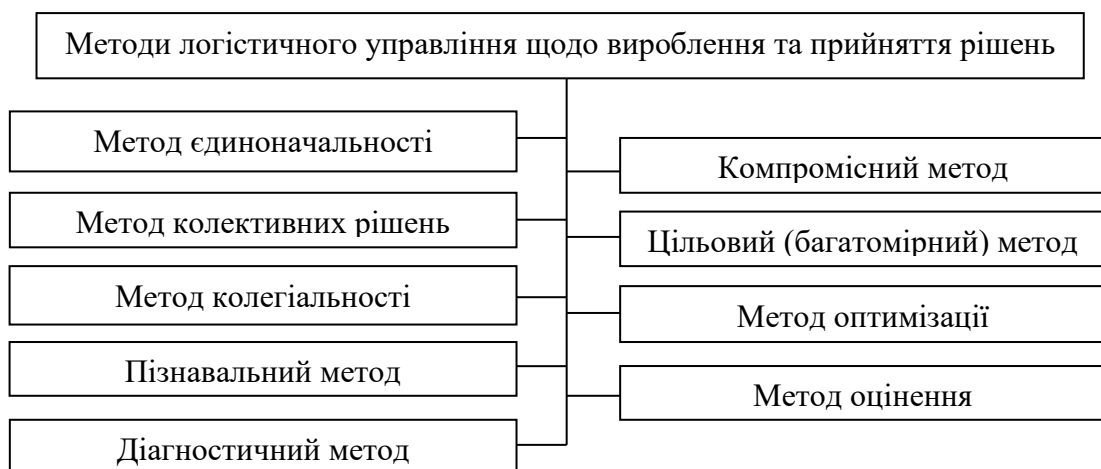 Методи логістичного управління щодо вироблення та прийняття рішень
Метод єдиноначальності
Метод колективних рішень
Метод колегіальності
Пізнавальний метод
Діагностичний метод
Компромісний метод
Цільовий (багатомірний) метод
Метод оптимізації
Метод оцінення